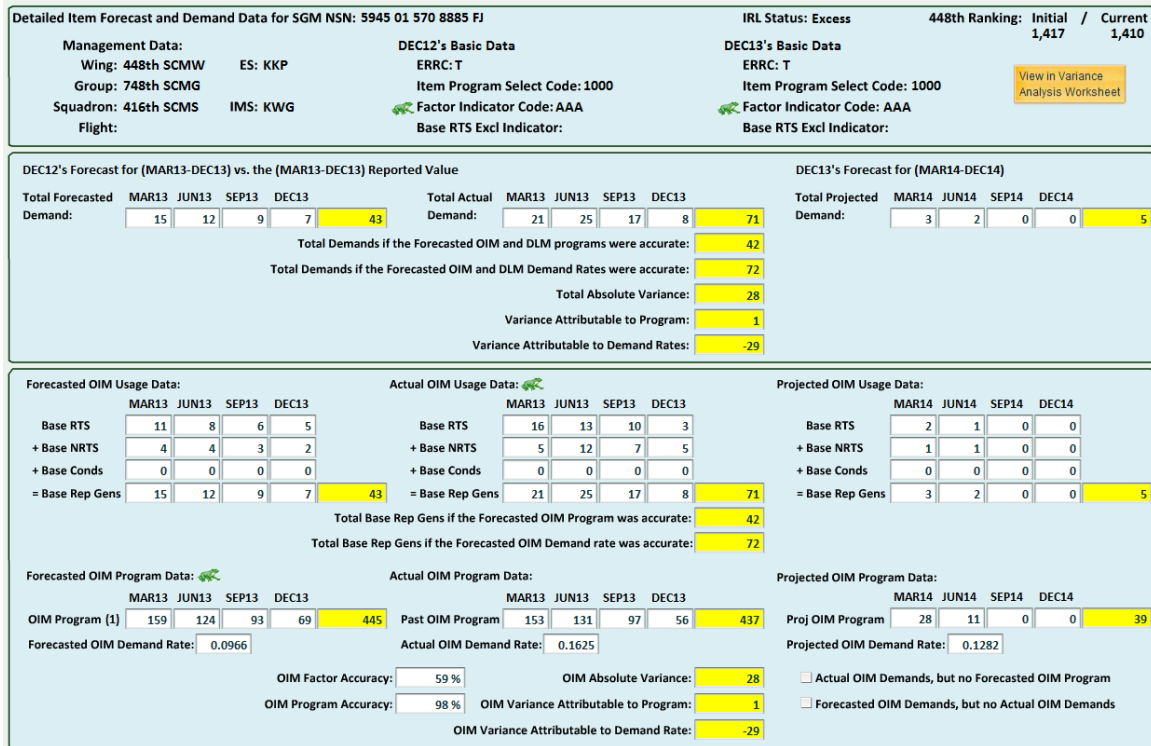 Detailed Item Forecast and Demand Data for SGM NSN: 5945 01 570 8885 FJ IRL Status: Excess 448th Ranking: Initial / Current
1,417 1,410
Management Data: DEC12's Basic Data DEC13's Basic Data
Wing: 448th SCMW ES: KKP ERRC: T ERRC: T
Group: 748th SCMG Item Program Select Code: 1000 Item Program Select Code: 1000
Squadron: 416th SCMS IMS: KWG Factor Indicator Code: AAA Factor Indicator Code: AAA
Flight: Base RTS Excl Indicator: Base RTS Excl Indicator:
View in Variance
Analysis Worksheet
DEC12's Forecast for (MAR13-DEC13) vs. the (MAR13-DEC13) Reported Value DEC13's Forecast for (MAR14-DEC14)
Total Forecasted MAR13 JUN13 SEP13 DEC13 Total Actual MAR13 JUN13 SEP13 DEC13 Total Projected MAR14 JUN14 SEP14 DEC14
Demand: 15 12 9 7 43 Demand: 21 25 17 8 71 Demand: 3 2 0 0 5
Total Demands if the Forecasted OIM and DLM programs were accurate: 42
Total Demands if the Forecasted OIM and DLM Demand Rates were accurate: 72
Total Absolute Variance: 28
Variance Attributable to Program: 1
Variance Attributable to Demand Rates: -29
Forecasted OIM Usage Data: Actual OIM Usage Data: Projected OIM Usage Data:
MAR13 JUN13 SEP13 DEC13 MAR13 JUN13 SEP13 DEC13 MAR14 JUN14 SEP14 DEC14
Base RTS 11 8 6 5 Base RTS 16 13 10 3 Base RTS 2 1 0 0
+ Base NRTS 4 4 3 2 + Base NRTS 5 12 7 5 + Base NRTS 1 1 0 0
+ Base Conds 0 0 0 0 + Base Conds 0 0 0 0 + Base Conds 0 0 0 0
= Base Rep Gens 15 12 9 7 43 = Base Rep Gens 21 25 17 8 71 = Base Rep Gens 3 2 0 0 5
Total Base Rep Gens if the Forecasted OIM Program was accurate: 42
Total Base Rep Gens if the Forecasted OIM Demand rate was accurate: 72
Forecasted OIM Program Data: Actual OIM Program Data: Projected OIM Program Data:
MAR13 JUN13 SEP13 DEC13 MAR13 JUN13 SEP13 DEC13 MAR14 JUN14 SEP14 DEC14
OIM Program (1) 159 124 93 69 445 Past OIM Program 153 131 97 56 437 Proj OIM Program 28 11 0 0 39
Forecasted OIM Demand Rate: 0.0966 Actual OIM Demand Rate: 0.1625 Projected OIM Demand Rate: 0.1282
OIM Factor Accuracy: 59 % OIM Absolute Variance: 28 Actual OIM Demands, but no Forecasted OIM Program
OIM Program Accuracy: 98 % OIM Variance Attributable to Program: 1 Forecasted OIM Demands, but no Actual OIM Demands
OIM Variance Attributable to Demand Rate: -29